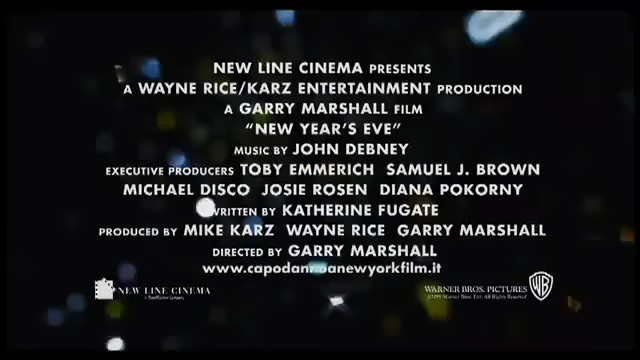 NEW LINE CINEMA PRESENTS
A WAYNE RICE/KARZ ENTERTAINMENT PRODUCTION
A GARRY MARSHALL FILM
“NEW YEAR’S EVE”
MUSIC BY JOHN DEBNEY
EXECUTIVE PRODUCERS TOBY EMMERICH SAMUEL J. BROWN
MICHAEL DISCO JOSIE ROSEN DIANA POKORNY
WRITTEN BY KATHERINE FUGATE
PRODUCED BY MIKE KARZ WAYNE RICE GARRY MARSHALL
DIRECTED BY GARRY MARSHALL
NEW LINE CINEMA
WARNER BROS. PICTURES
WB